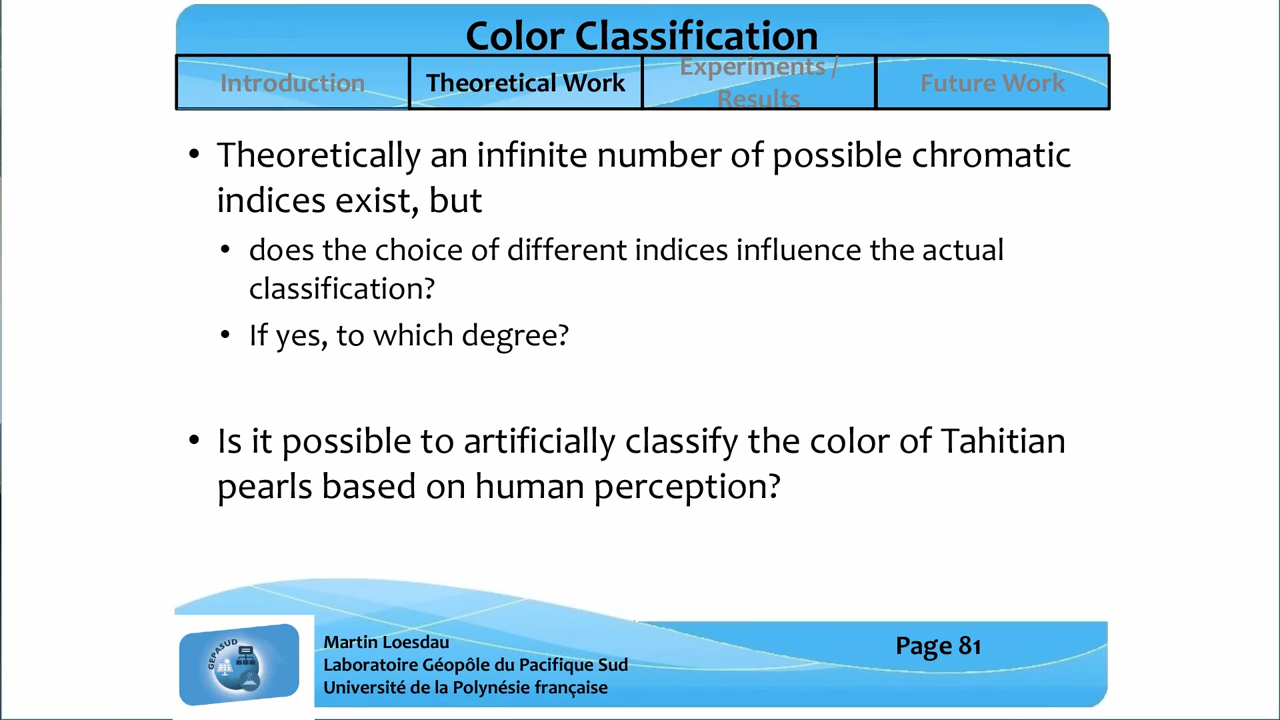 Color Classification
Introduction
Theoretical Work
Experiments /
Results
Future Work
• Theoretically an infinite number of possible chromatic
indices exist, but
• does the choice of different indices influence the actual
classification?
• If yes, to which degree?
• Is it possible to artificially classify the color of Tahitian
pearls based on human perception?
GEPASUD
Martin Loesdau
Laboratoire Géopôle du Pacifique Sud
Université de la Polynésie française
Page 81